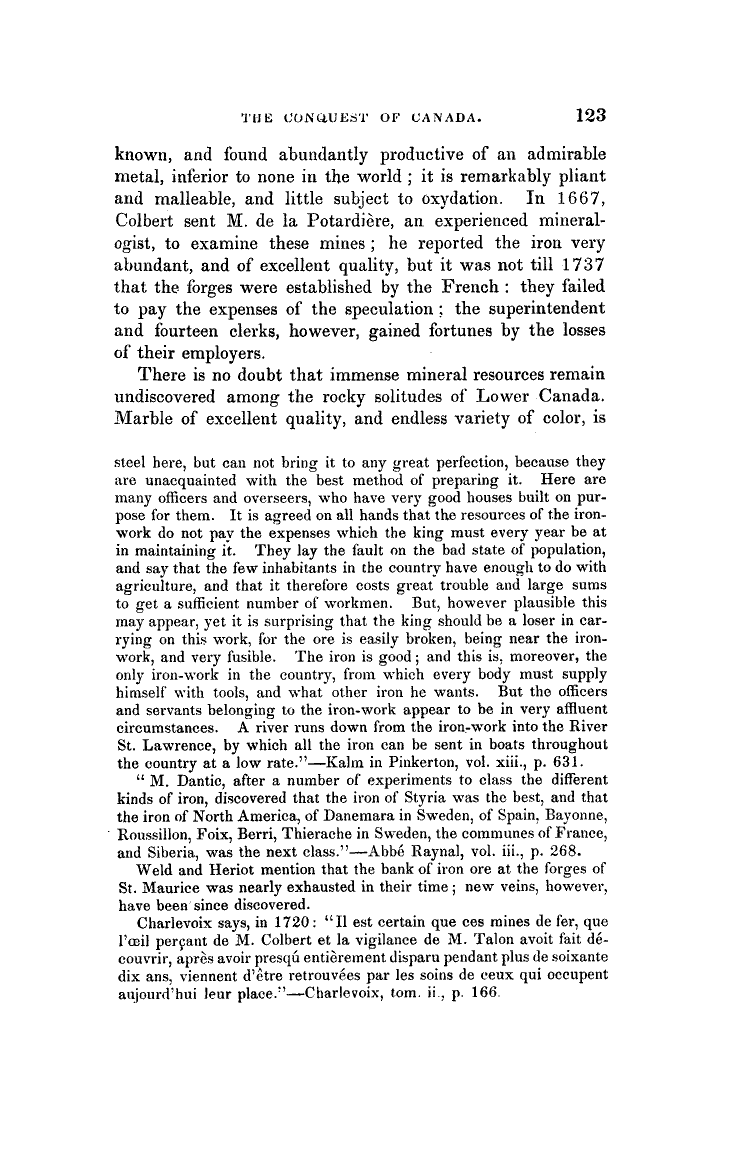 THE CONQUEST OF CANADA. 123
known, and found abundantly productive of an admirable
metal, inferior to none in the world ; it is remarkably pliant
and malleable, and little subject to oxydation. In 1667,
Colbert sent M. de la Potardière, an experienced mineral-
ogist, to examine these mines ; he reported the iron very
abundant, and of excellent quality, but it was not till 1737
that the forges were established by the French : they failed
to pay the expenses of the speculation ; the superintendent
and fourteen clerks, however, gained fortunes by the losses
of their employers.
There is no doubt that immense mineral resources remain
undiscovered among the rocky solitudes of Lower Canada.
Marble of excellent quality, and endless variety of color, is
steel here, but can not bring it to any great perfection, because they
are unacquainted with the best method of preparing it. Here are
many officers and overseers, who have very good houses built on pur-
pose for them. It is agreed on all hands that the resources of the iron-
work do not pay the expenses which the king must every year be at
in maintaining it. They lay the fault on the bad state of population,
and say that the few inhabitants in the country have enough to do with
agriculture, and that it therefore costs great trouble and large sums
to get a sufficient number of workmen. But, however plausible this
may appear, yet it is surprising that the king should be a loser in car-
rying on this work, for the ore is easily broken, being near the iron-
work, and very fusible. The iron is good ; and this is, moreover, the
only iron-work in the country, from which every body must supply
himself with tools, and what other iron he wants. But the officers
and servants belonging to the iron-work appear to be in very affluent
circumstances. A river runs down from the iron-work into the River
St. Lawrence, by which all the iron can be sent in boats throughout
the country at a low rate."—Kalm in Pinkerton, vol. xiii., p. 631.
" M. Dantic, after a number of experiments to class the different
kinds of iron, discovered that the iron of Styria was the best, and that
the iron of North America, of Danemara in Sweden, of Spain, Bayonne,
Roussillon, Foix, Berri, Thierache in Sweden, the communes of France,
and Siberia, was the next class."—Abbé Raynal, vol. iii., p. 268.
Weld and Heriot mention that the bank of iron ore at the forges of
St. Maurice was nearly exhausted in their time ; new veins, however,
have been since discovered.
Charlevoix says, in 1720 : "Il est certain que ces mines de fer, que
l'œil perçant de M. Colbert et la vigilance de M. Talon avoit fait dé-
couvrir, après avoir presqú entièrement disparu pendant plus de soixante
dix ans, viennent d'être retrouvées par les soins de ceux qui occupent
aujourd'hui leur place."—Charlevoix, tom. ii., p. 166.